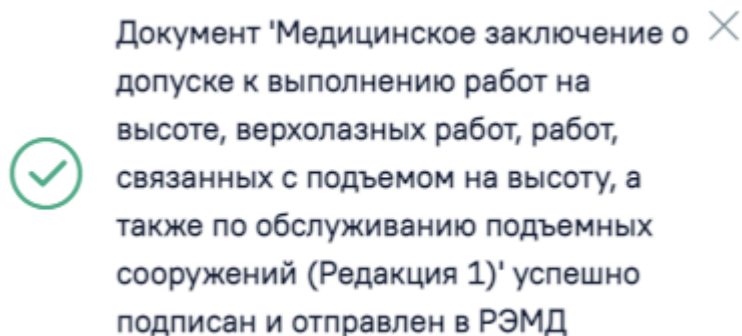 Документ 'Медицинское заключение о
допуске к выполнению работ на
высоте, верхолазных работ, работ,
связанных с подъемом на высоту, а
также по обслуживанию подъемных
сооружений (Редакция 1)' успешно
подписан и отправлен в РЭМД